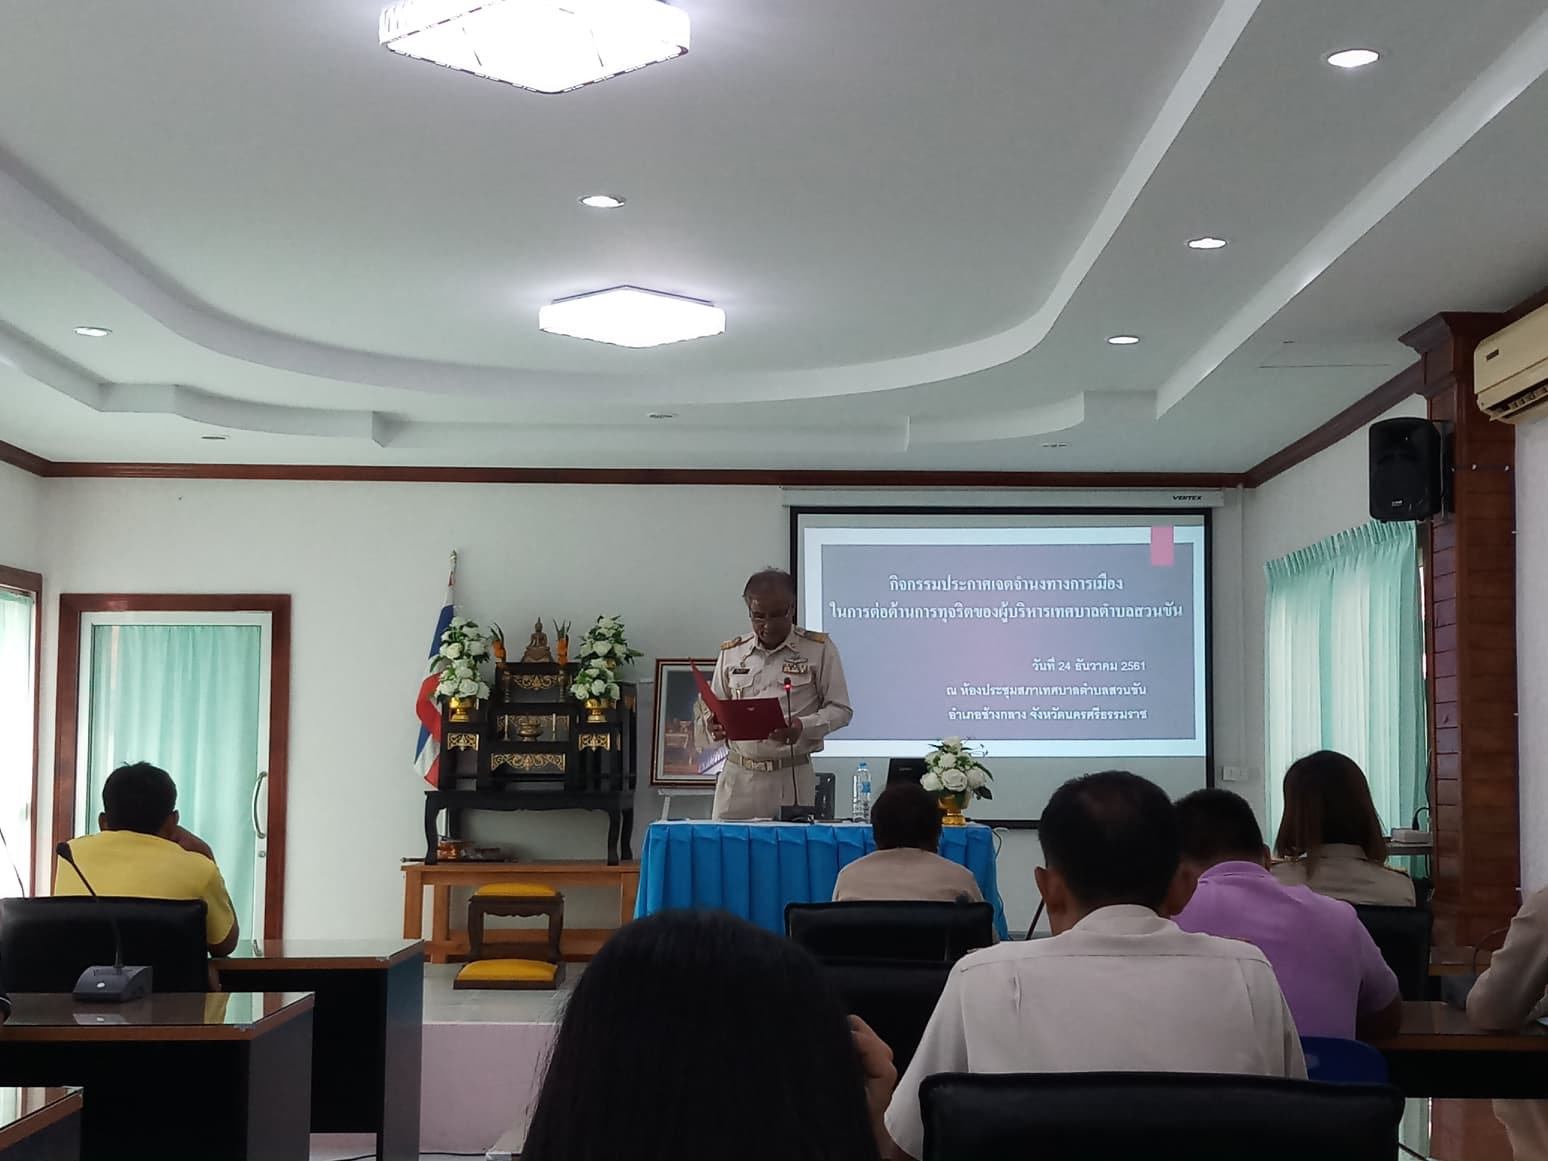 VERTEX
กิจกรรมประกาศเจตจำนงทางการเมือง
ในการต่อต้านการทุจริตของผู้บริหารเทศบาลตำบลสวนขัน
วันที่ 24 ธันวาคม 2561
ณ ห้องประชุมสภาเทศบาลตำบลสวนขัน
อำเภอช้างกลาง จังหวัดนครศรีธรรมราช